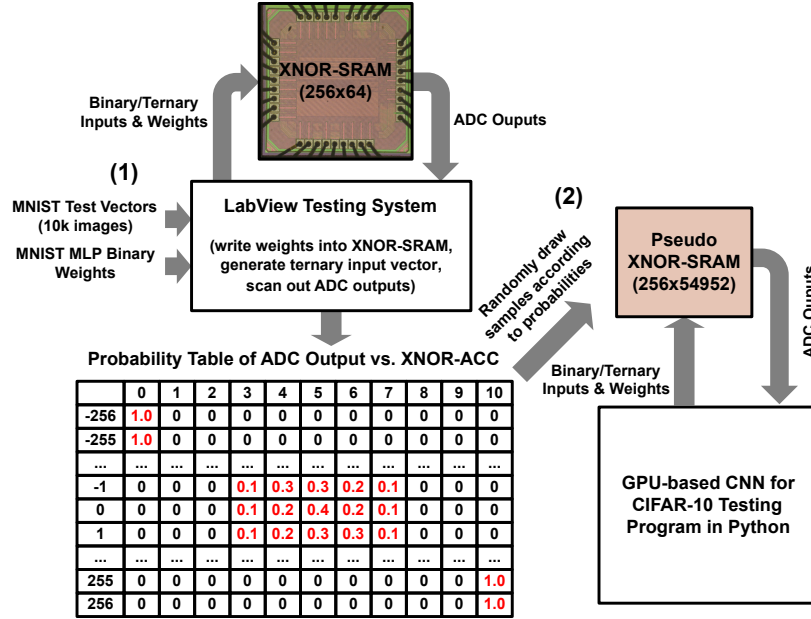 XNOR-SRAM
(256x64)
Binary/Ternary
Inputs & Weights
ADC Ouputs
(1)
MNIST Test Vectors
(10k images)
MNIST MLP Binary
Weights
LabView Testing System
(write weights into XNOR-SRAM,
generate ternary input vector,
scan out ADC outputs)
(2)
Randomly draw
samples according
to probabilities
Pseudo
XNOR-SRAM
(256x54952)
ADC Ouputs
Binary/Ternary
Inputs & Weights
GPU-based CNN for
CIFAR-10 Testing
Program in Python
Probability Table of ADC Output vs. XNOR-ACC
0 1 2 3 4 5 6 7 8 9 10
-256 1.0 0 0 0 0 0 0 0 0 0 0
-255 1.0 0 0 0 0 0 0 0 0 0 0
... ... ... ... ... ... ... ... ... ... ... ...
-1 0 0 0 0.1 0.3 0.3 0.2 0.1 0 0 0
0 0 0 0 0.1 0.2 0.4 0.2 0.1 0 0 0
1 0 0 0 0.1 0.2 0.3 0.3 0.1 0 0 0
... ... ... ... ... ... ... ... ... ... ... ...
255 0 0 0 0 0 0 0 0 0 0 1.0
256 0 0 0 0 0 0 0 0 0 0 1.0